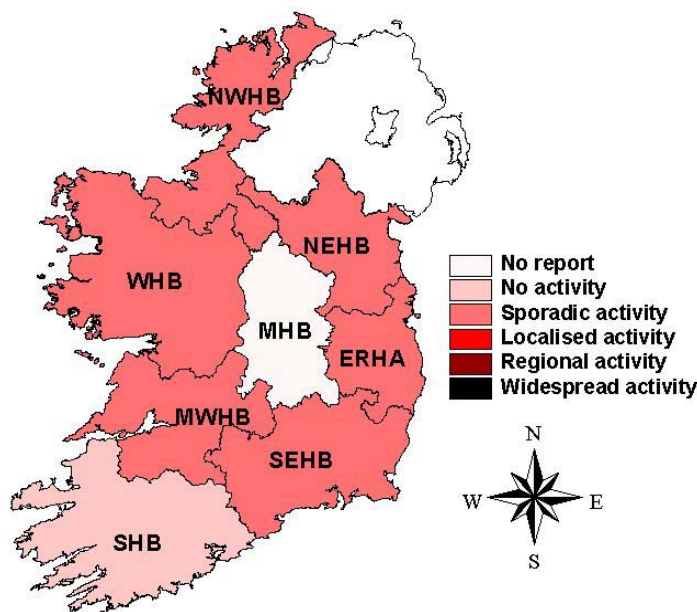 NWHB
NEHB
WHB
MHB
ERHA
MWHB
SEHB
SHB
No report
No activity
Sporadic activity
Localised activity
Regional activity
Widespread activity
N
W E
S